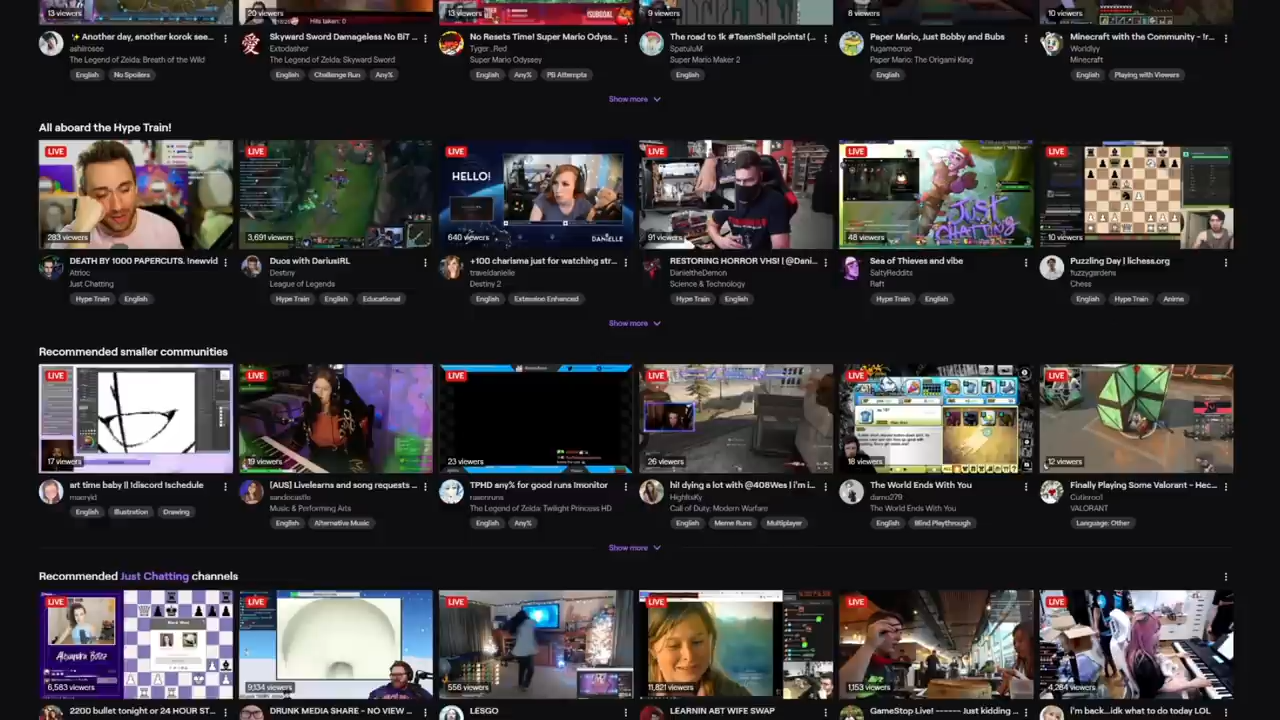 13 viewers
20 viewers
Hits taken: 0
13 viewers
9 viewers
8 viewers
10 viewers
✨ Another day, another korok see...
ashiirosee
The Legend of Zelda: Breath of the Wild
English
No Spoilers
Skyward Sword Damageless No BiT ...
Extodasher
The Legend of Zelda: Skyward Sword
English
Challenge Run
Any%
No Resets Time! Super Mario Odyss...
Tyger_Red
Super Mario Odyssey
English
Any%
PB Attempts
The road to 1k #TeamShell points! (...
SpatuluM
Super Mario Maker 2
English
Paper Mario, Just Bobby and Bubs
fugamecrue
Paper Mario: The Origami King
English
Minecraft with the Community - !r...
Worldlyy
Minecraft
English
Playing with Viewers
Show more
All aboard the Hype Train!
LIVE
283 viewers
LIVE
3,691 viewers
LIVE
HELLO!
DANIELLE
640 viewers
LIVE
91 viewers
LIVE
JUST
CHATTING
48 viewers
LIVE
10 viewers
DEATH BY 1000 PAPERCUTS. !newvid
Atrioc
Just Chatting
Hype Train
English
Duos with DariusIRL
Destiny
League of Legends
Hype Train
English
Educational
+100 charisma just for watching str...
traveldanielle
Destiny 2
English
Extension Enhanced
RESTORING HORROR VHS! | @Dani...
DanieltheDemon
Science & Technology
Hype Train
English
Sea of Thieves and vibe
SaltyReddits
Raft
Hype Train
English
Puzzling Day | lichess.org
fuzzygardens
Chess
English
Hype Train
Anime
Show more
Recommended smaller communities
LIVE
17 viewers
LIVE
19 viewers
LIVE
23 viewers
LIVE
26 viewers
LIVE
18 viewers
LIVE
12 viewers
art time baby || !discord !schedule
maeryld
English
Illustration
Drawing
[AUS] Livelearns and song requests ...
sandocastlo
Music & Performing Arts
English
Alternative Music
TPHD any% for good runs !monitor
The Legend of Zelda: Twilight Princess HD
English
Any%
hi! dying a lot with @408Wes | i'm i...
HighItsKy
Call of Duty: Modern Warfare
English
Meme Runs
Multiplayer
The World Ends With You
damo279
The World Ends With You
English
Blind Playthrough
Finally Playing Some Valorant - Hec...
Cutieroo1
VALORANT
Language: Other
Show more
Recommended Just Chatting channels
LIVE
Alexandra Botez
6,583 viewers
LIVE
9,134 viewers
LIVE
556 viewers
LIVE
11,821 viewers
LIVE
1,153 viewers
LIVE
4,284 viewers
2200 bullet tonight or 24 HOUR ST...
DRUNK MEDIA SHARE - NO VIEW ...
LESGO
LEARNIN ABT WIFE SWAP
GameStop Live! ------ Just kidding ...
i'm back...idk what to do today LOL